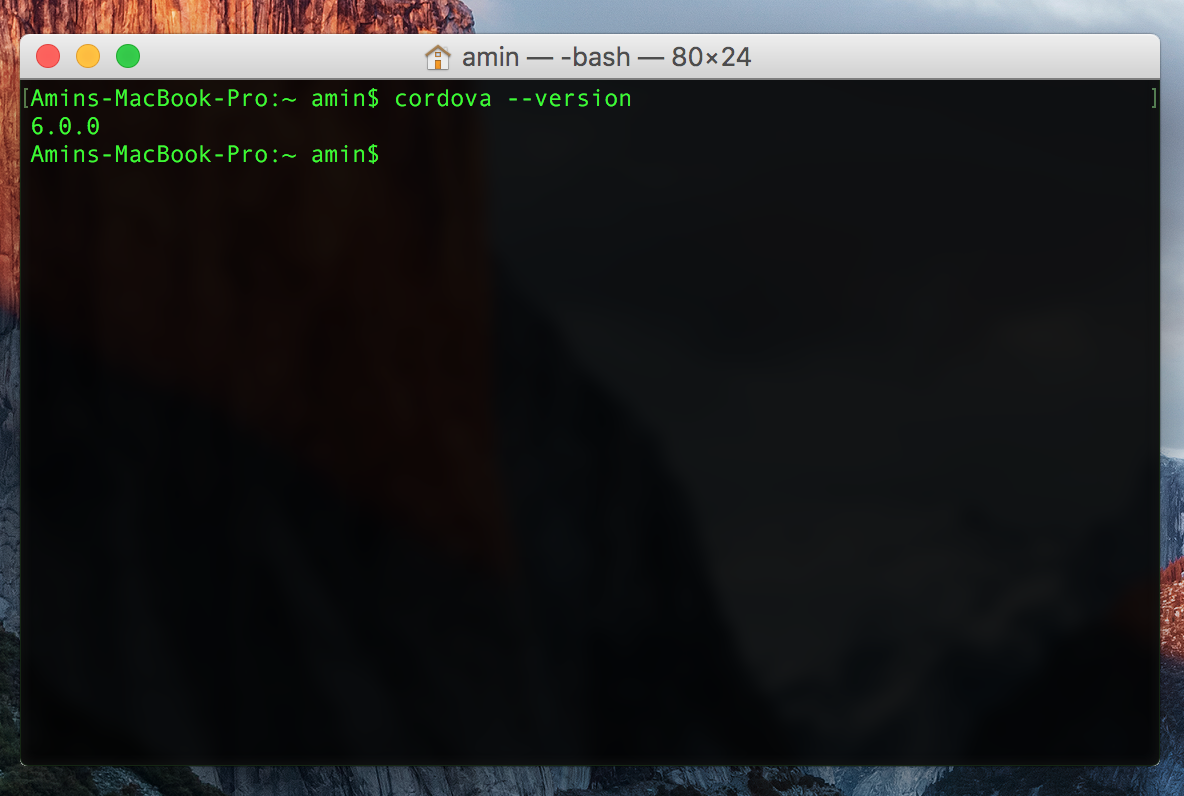 amin — -bash — 80×24
[Amins-MacBook-Pro:~ amin$ cordova --version ]
6.0.0
Amins-MacBook-Pro:~ amin$